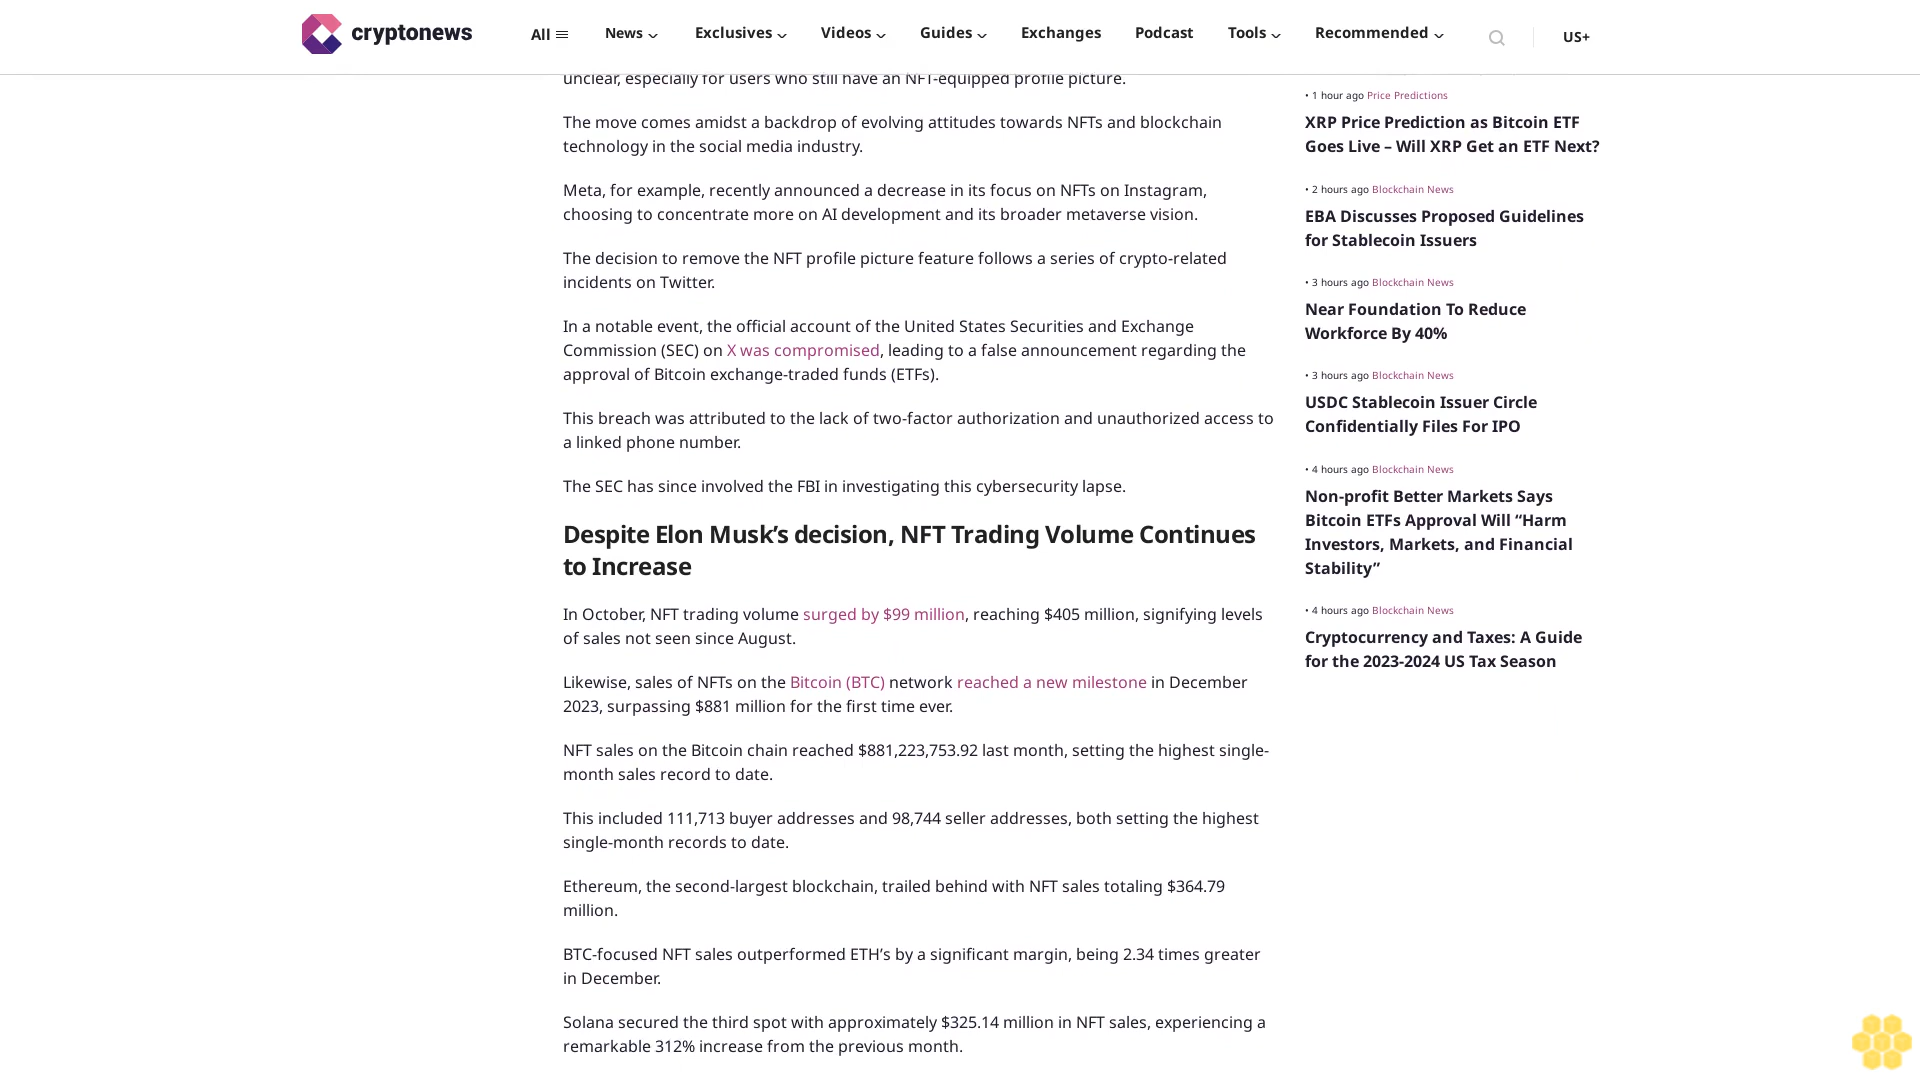 cryptonews
All
News
Exclusives
Videos
Guides
Exchanges
Podcast
Tools
Recommended
US+
unclear, especially for users who still have an NFT-equipped profile picture.
The move comes amidst a backdrop of evolving attitudes towards NFTs and blockchain
technology in the social media industry.
Meta, for example, recently announced a decrease in its focus on NFTs on Instagram,
choosing to concentrate more on AI development and its broader metaverse vision.
The decision to remove the NFT profile picture feature follows a series of crypto-related
incidents on Twitter.
In a notable event, the official account of the United States Securities and Exchange
Commission (SEC) on X was compromised, leading to a false announcement regarding the
approval of Bitcoin exchange-traded funds (ETFs).
This breach was attributed to the lack of two-factor authorization and unauthorized access to
a linked phone number.
The SEC has since involved the FBI in investigating this cybersecurity lapse.
Despite Elon Musk’s decision, NFT Trading Volume Continues
to Increase
In October, NFT trading volume surged by $99 million, reaching $405 million, signifying levels
of sales not seen since August.
Likewise, sales of NFTs on the Bitcoin (BTC) network reached a new milestone in December
2023, surpassing $881 million for the first time ever.
NFT sales on the Bitcoin chain reached $881,223,753.92 last month, setting the highest single-
month sales record to date.
This included 111,713 buyer addresses and 98,744 seller addresses, both setting the highest
single-month records to date.
Ethereum, the second-largest blockchain, trailed behind with NFT sales totaling $364.79
million.
BTC-focused NFT sales outperformed ETH’s by a significant margin, being 2.34 times greater
in December.
Solana secured the third spot with approximately $325.14 million in NFT sales, experiencing a
remarkable 312% increase from the previous month.
• 1 hour ago Price Predictions
XRP Price Prediction as Bitcoin ETF
Goes Live – Will XRP Get an ETF Next?
• 2 hours ago Blockchain News
EBA Discusses Proposed Guidelines
for Stablecoin Issuers
• 3 hours ago Blockchain News
Near Foundation To Reduce
Workforce By 40%
• 3 hours ago Blockchain News
USDC Stablecoin Issuer Circle
Confidentially Files For IPO
• 4 hours ago Blockchain News
Non-profit Better Markets Says
Bitcoin ETFs Approval Will “Harm
Investors, Markets, and Financial
Stability”
• 4 hours ago Blockchain News
Cryptocurrency and Taxes: A Guide
for the 2023-2024 US Tax Season